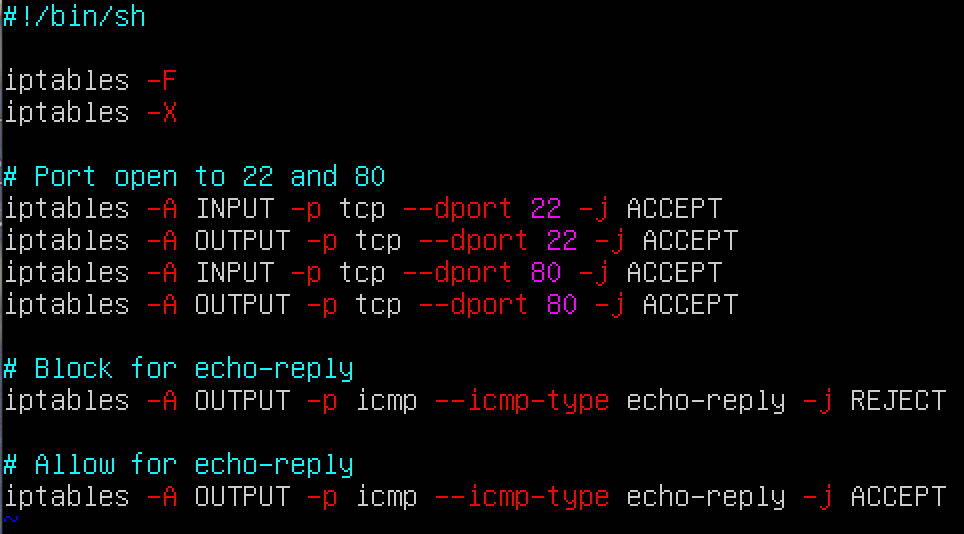 #!/bin/sh
iptables -F
iptables -X
# Port open to 22 and 80
iptables -A INPUT -p tcp --dport 22 -j ACCEPT
iptables -A OUTPUT -p tcp --dport 22 -j ACCEPT
iptables -A INPUT -p tcp --dport 80 -j ACCEPT
iptables -A OUTPUT -p tcp --dport 80 -j ACCEPT
# Block for echo-reply
iptables -A OUTPUT -p icmp --icmp-type echo-reply -j REJECT
# Allow for echo-reply
iptables -A OUTPUT -p icmp --icmp-type echo-reply -j ACCEPT
~